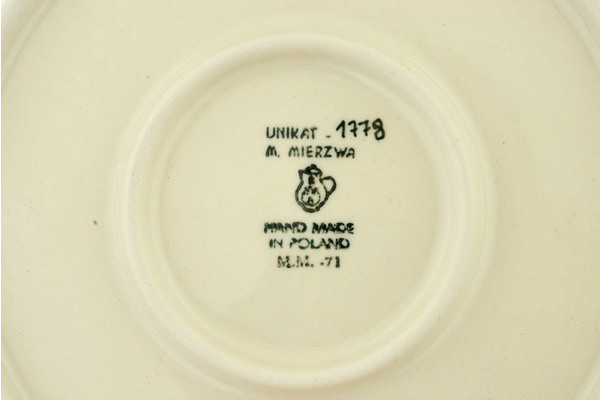 UNIKAT - 1778
M. MIERZWA
HAND MADE
IN POLAND
M.M. -71